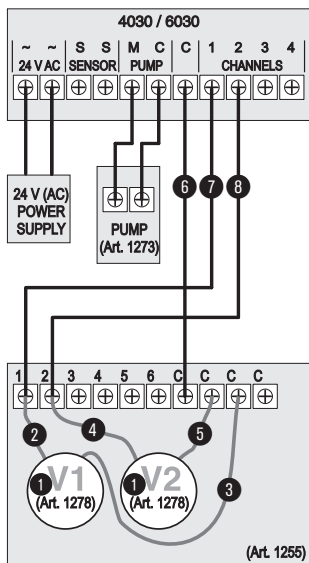 4030 / 6030
~ ~ S S M C C 1 2 3 4
24 V AC SENSOR PUMP CHANNELS
24 V (AC)
POWER
SUPPLY
PUMP
(Art. 1273)
6 7 8
1 2 3 4 5 6 C C C C
2 4 5
1 V1 1 V2 3
(Art. 1278) (Art. 1278)
(Art. 1255)